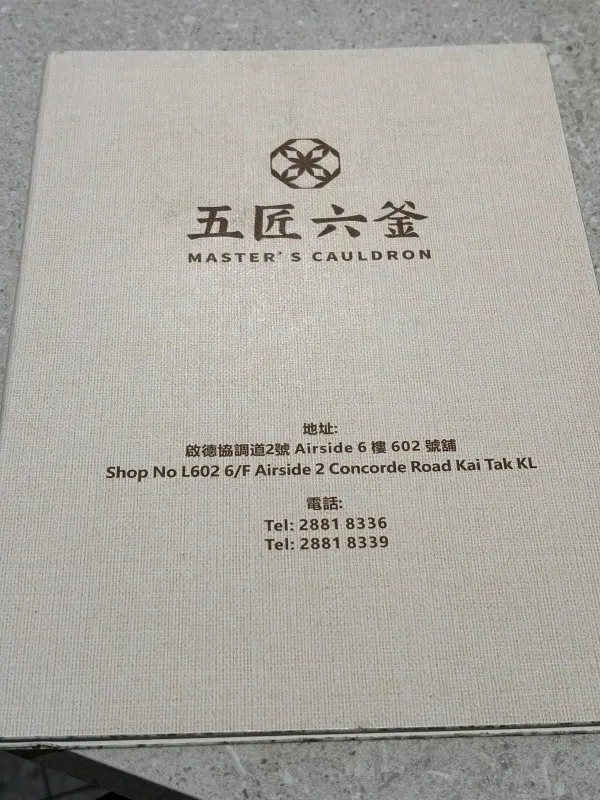 五匠六釜
MASTER'S CAULDRON
地址:
啟德協調道2號 Airside 6 樓 602 號舖
Shop No L602 6/F Airside 2 Concorde Road Kai Tak KL
電話:
Tel: 2881 8336
Tel: 2881 8339